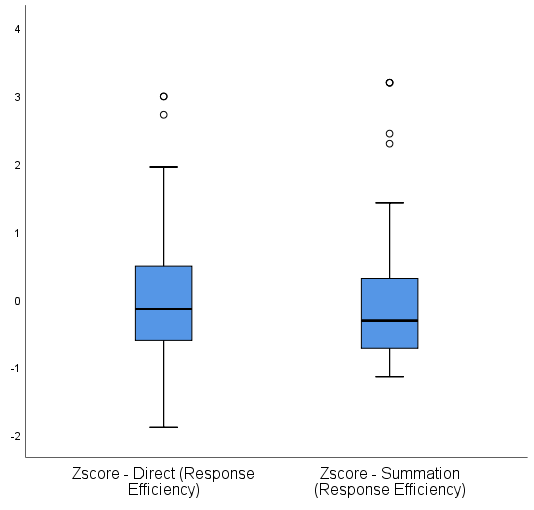 4
3
2
1
0
-1
-2
Zscore - Direct (Response
Efficiency)
Zscore - Summation
(Response Efficiency)